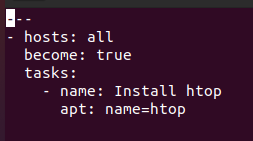 ---
- hosts: all
  become: true
  tasks:
    - name: Install htop
      apt: name=htop